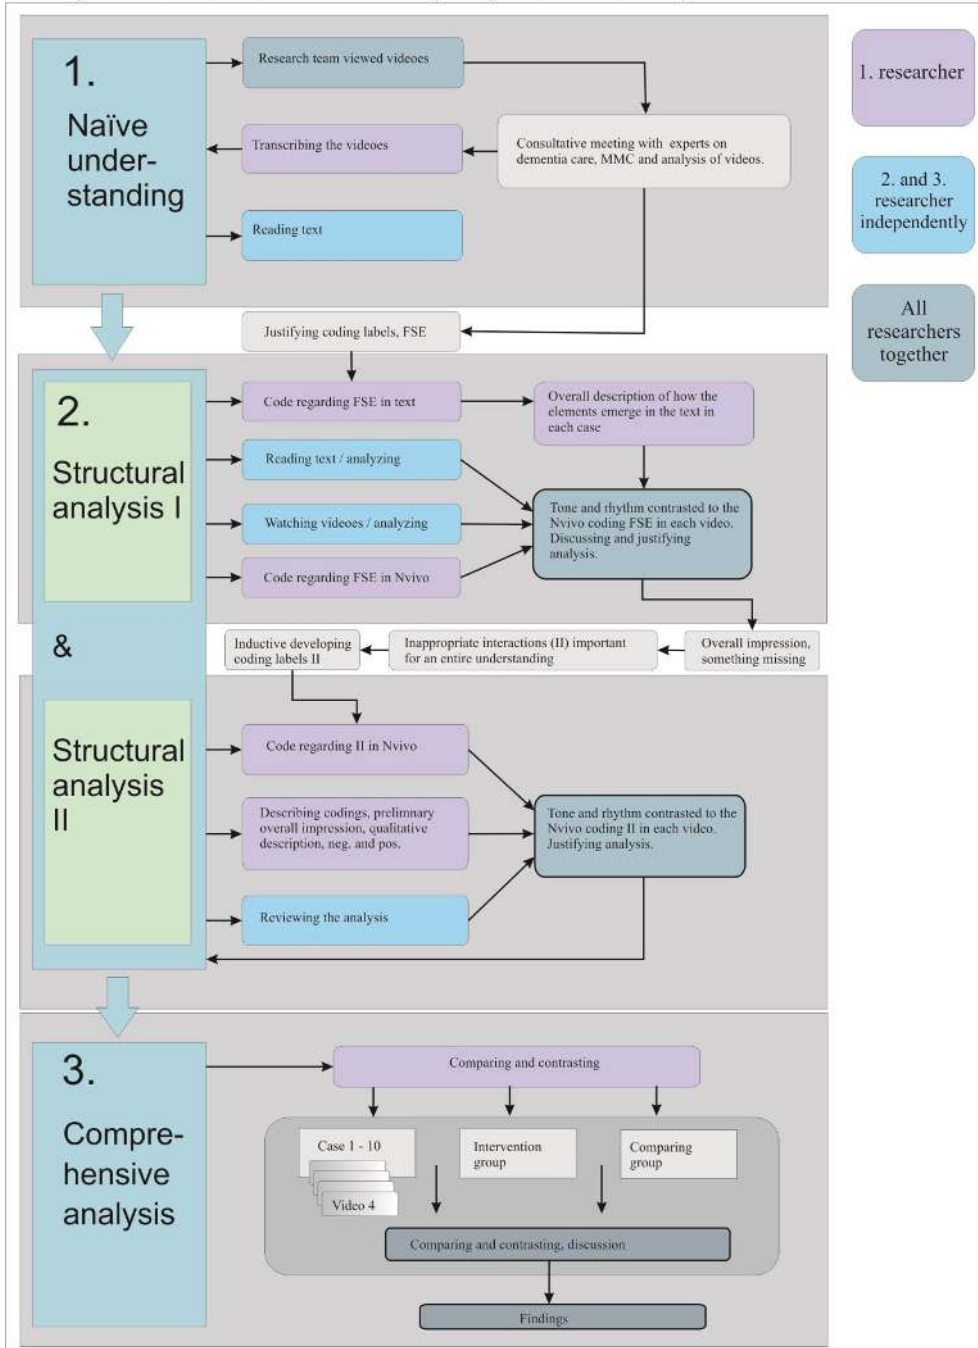 1.
Naïve
under-
standing
Research team viewed videoes
Transcribing the videoes
Consultative meeting with experts on
dementia care, MMC and analysis of videos.
Reading text
1. researcher
2. and 3.
researcher
independently
All
researchers
together
Justifying coding labels, FSE
2.
Structural
analysis I
Code regarding FSE in text
Overall description of how the
elements emerge in the text in
each case
Reading text / analyzing
Watching videoes / analyzing
Code regarding FSE in Nvivo
Tone and rhythm contrasted to the
Nvivo coding FSE in each video.
Discussing and justifying
analysis.
&
Inductive developing
coding labels II
Inappropriate interactions (II) important
for an entire understanding
Overall impression,
something missing
Structural
analysis
II
Code regarding II in Nvivo
Describing codings, prelimnary
overall impression, qualitative
description, neg. and pos.
Reviewing the analysis
Tone and rhythm contrasted to the
Nvivo coding II in each video.
Justifying analysis.
3.
Compre-
hensive
analysis
Comparing and contrasting
Case 1 - 10
Video 4
Intervention
group
Comparing
group
Comparing and contrasting, discussion
Findings